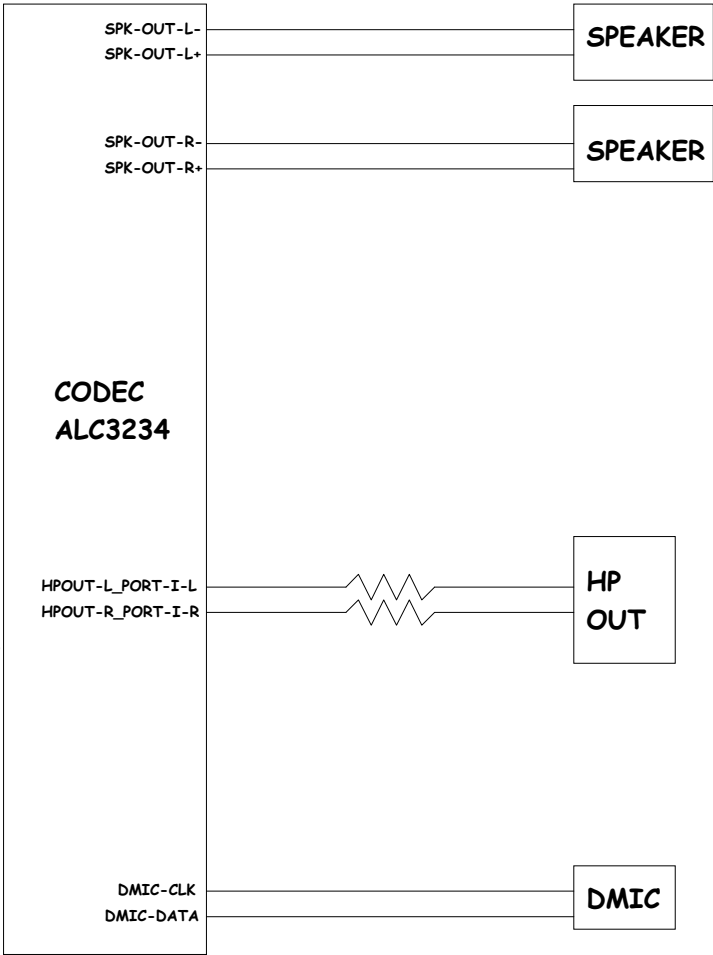 SPK-OUT-L-
SPK-OUT-L+
SPEAKER
SPK-OUT-R-
SPK-OUT-R+
SPEAKER
CODEC
ALC3234
HPOUT-L_PORT-I-L
HPOUT-R_PORT-I-R
HP
OUT
DMIC-CLK
DMIC-DATA
DMIC